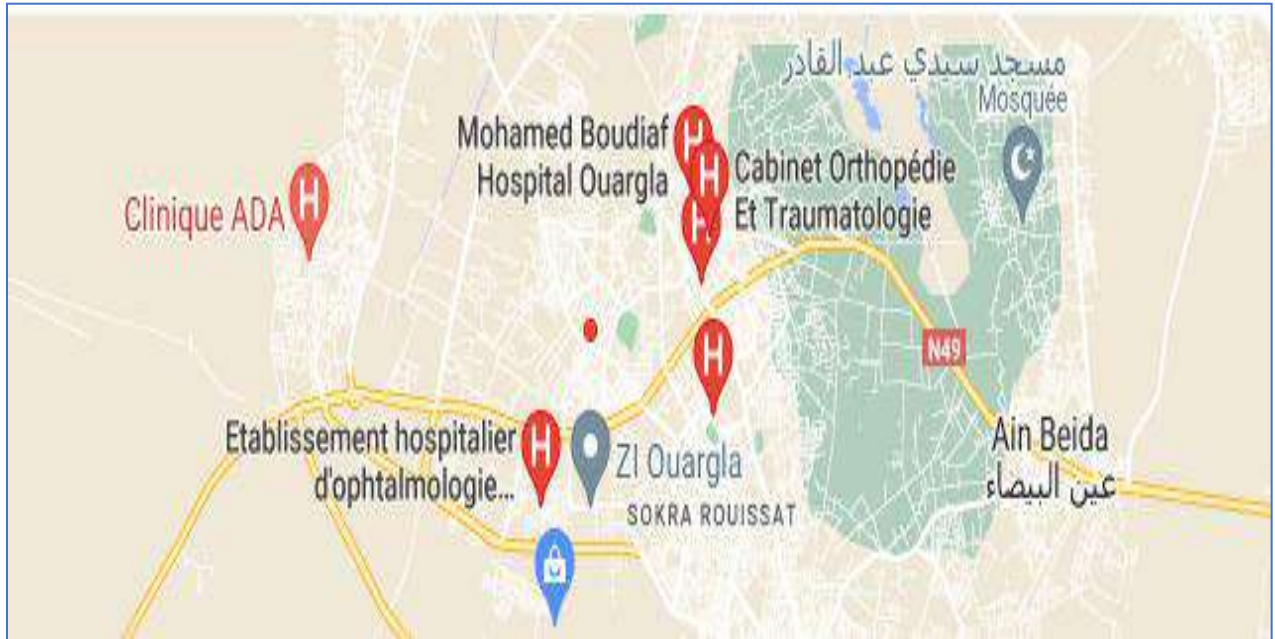 مسجد سيدي عبد القادر
Mosquée
Mohamed Boudiaf
Hospital Ouargla
H
H
H
Cabinet Orthopédie
Et Traumatologie
Clinique ADA
H
H
N49
Etablissement hospitalier
d'ophtalmologie...
H
ZI Ouargla
SOKRA ROUISSAT
Ain Beida
عين البيضاء